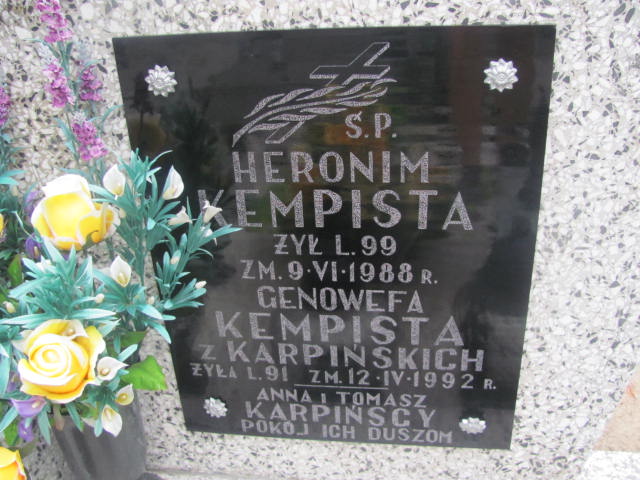 Ś.P.
HERONIM
KEMPISTA
ŻYŁ L. 99
ZM. 9·VI·1988 R.
GENOWEFA
KEMPISTA
Z KARPIŃSKICH
ŻYŁA L. 91 ZM. 12·IV·1992 R.
ANNA I TOMASZ
KARPIŃSCY
POKÓJ ICH DUSZOM